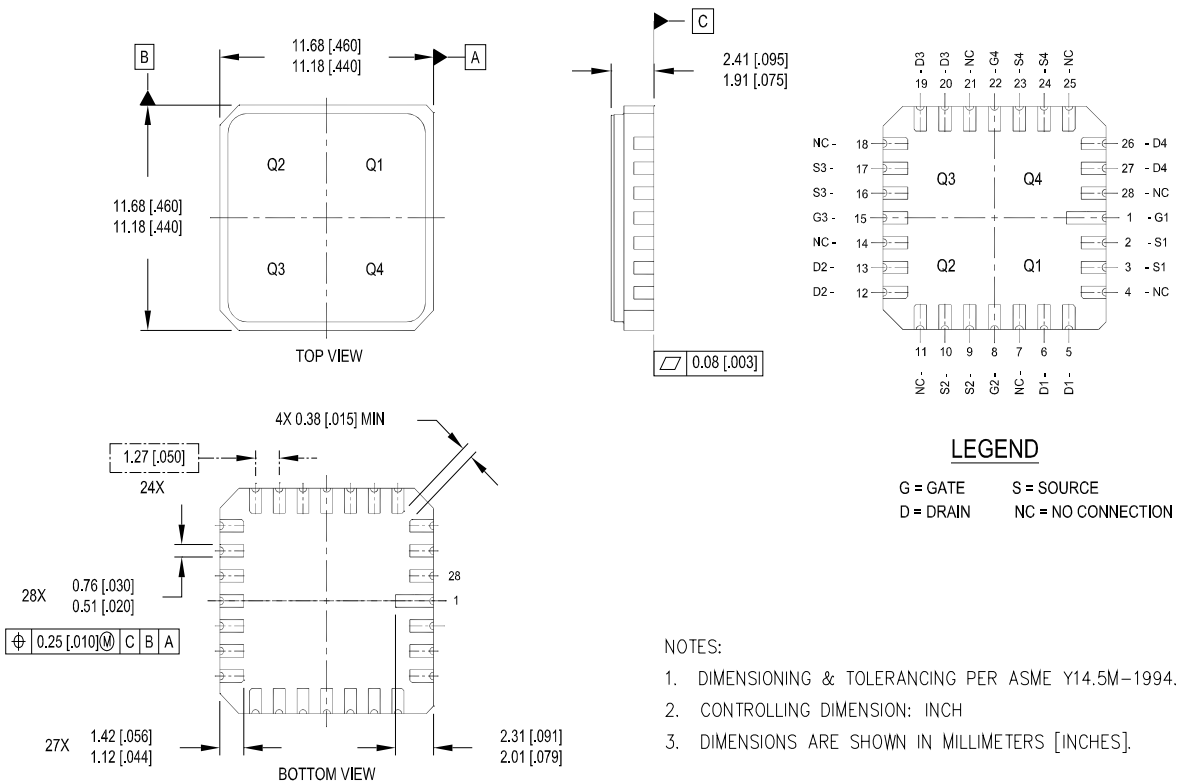 B
11.68 [.460]
11.18 [.440]
A
11.68 [.460]
11.18 [.440]
Q2
Q1
Q3
Q4
TOP VIEW
C
2.41 [.095]
1.91 [.075]
0.08 [.003]
19 - D3
20 - D3
21 - NC
22 - G4
23 - S4
24 - S4
25 - NC
NC - 18
S3 - 17
S3 - 16
G3 - 15
NC - 14
D2 - 13
D2 - 12
Q3
Q4
Q2
Q1
26 - D4
27 - D4
28 - NC
1 - G1
2 - S1
3 - S1
4 - NC
11
10
9
8
7
6
5
NC -
S2 -
S2 -
G2 -
NC -
D1 -
D1 -
LEGEND
G = GATE S = SOURCE
D = DRAIN NC = NO CONNECTION
4X 0.38 [.015] MIN
1.27 [.050]
24X
28X 0.76 [.030]
0.51 [.020]
⌖ 0.25 [.010] Ⓜ C B A
28
1
27X 1.42 [.056]
1.12 [.044]
2.31 [.091]
2.01 [.079]
BOTTOM VIEW
NOTES:
1. DIMENSIONING & TOLERANCING PER ASME Y14.5M-1994.
2. CONTROLLING DIMENSION: INCH
3. DIMENSIONS ARE SHOWN IN MILLIMETERS [INCHES].